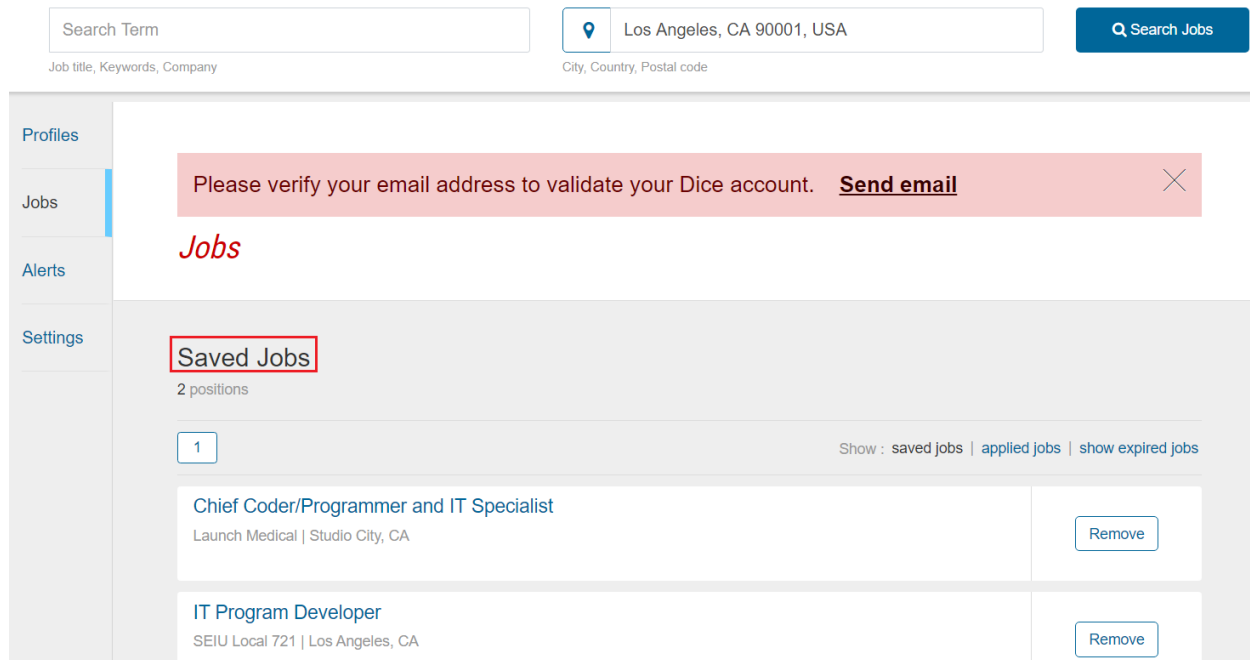 Search Term
Los Angeles, CA 90001, USA
Search Jobs
Job title, Keywords, Company
City, Country, Postal code
Profiles
Jobs
Alerts
Settings
Please verify your email address to validate your Dice account. Send email
Jobs
Saved Jobs
2 positions
1
Show : saved jobs | applied jobs | show expired jobs
Chief Coder/Programmer and IT Specialist
Launch Medical | Studio City, CA
Remove
IT Program Developer
SEIU Local 721 | Los Angeles, CA
Remove